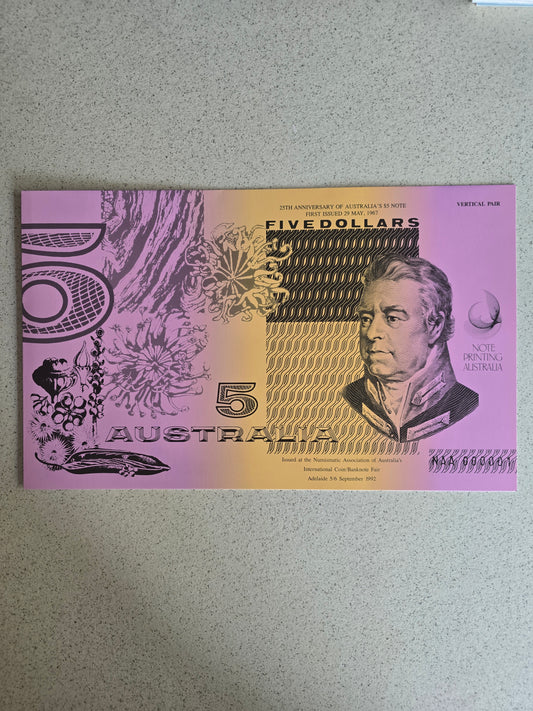 25TH ANNIVERSARY OF AUSTRALIA'S $5 NOTE
FIRST ISSUED 29 MAY, 1967
VERTICAL PAIR
FIVE DOLLARS
NOTE
PRINTING
AUSTRALIA
5
AUSTRALIA
Issued at the Numismatic Association of Australia's
International Coin/Banknote Fair
Adelaide 5/6 September 1992
NAA 000001